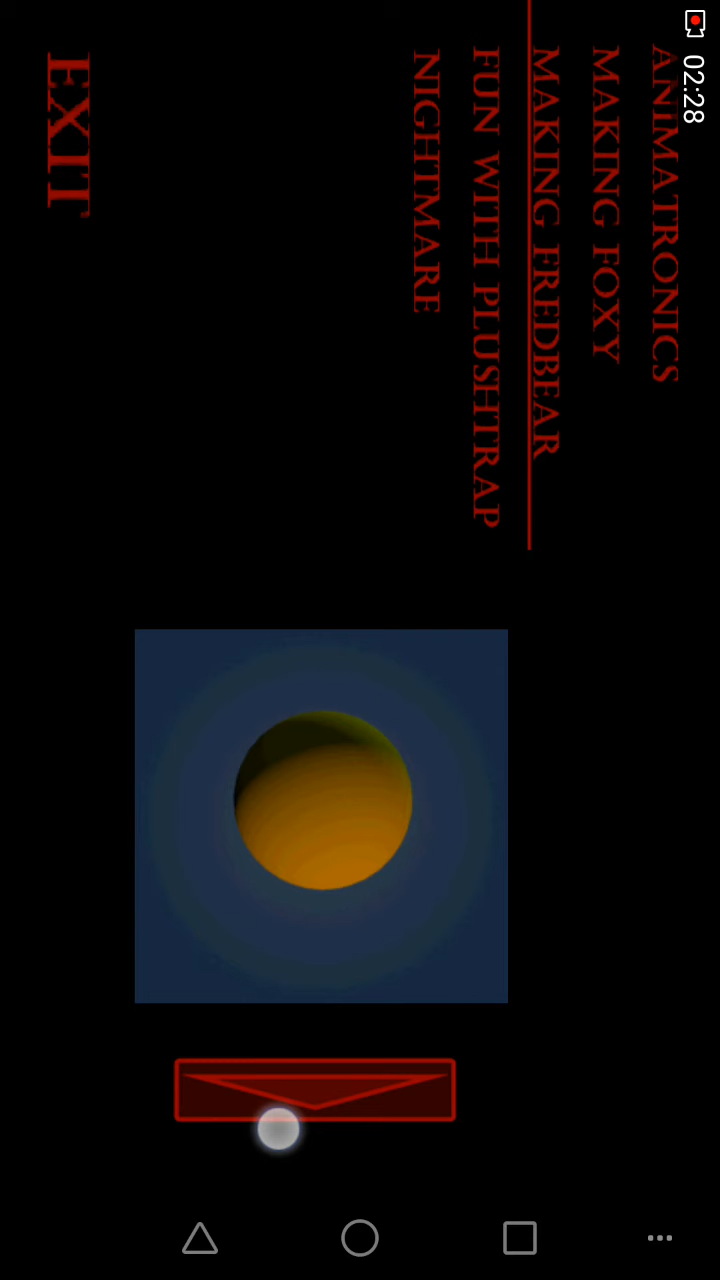 02:28
ANIMATRONICS
MAKING FOXY
MAKING FREDBEAR
FUN WITH PLUSHTRAP
NIGHTMARE
EXIT